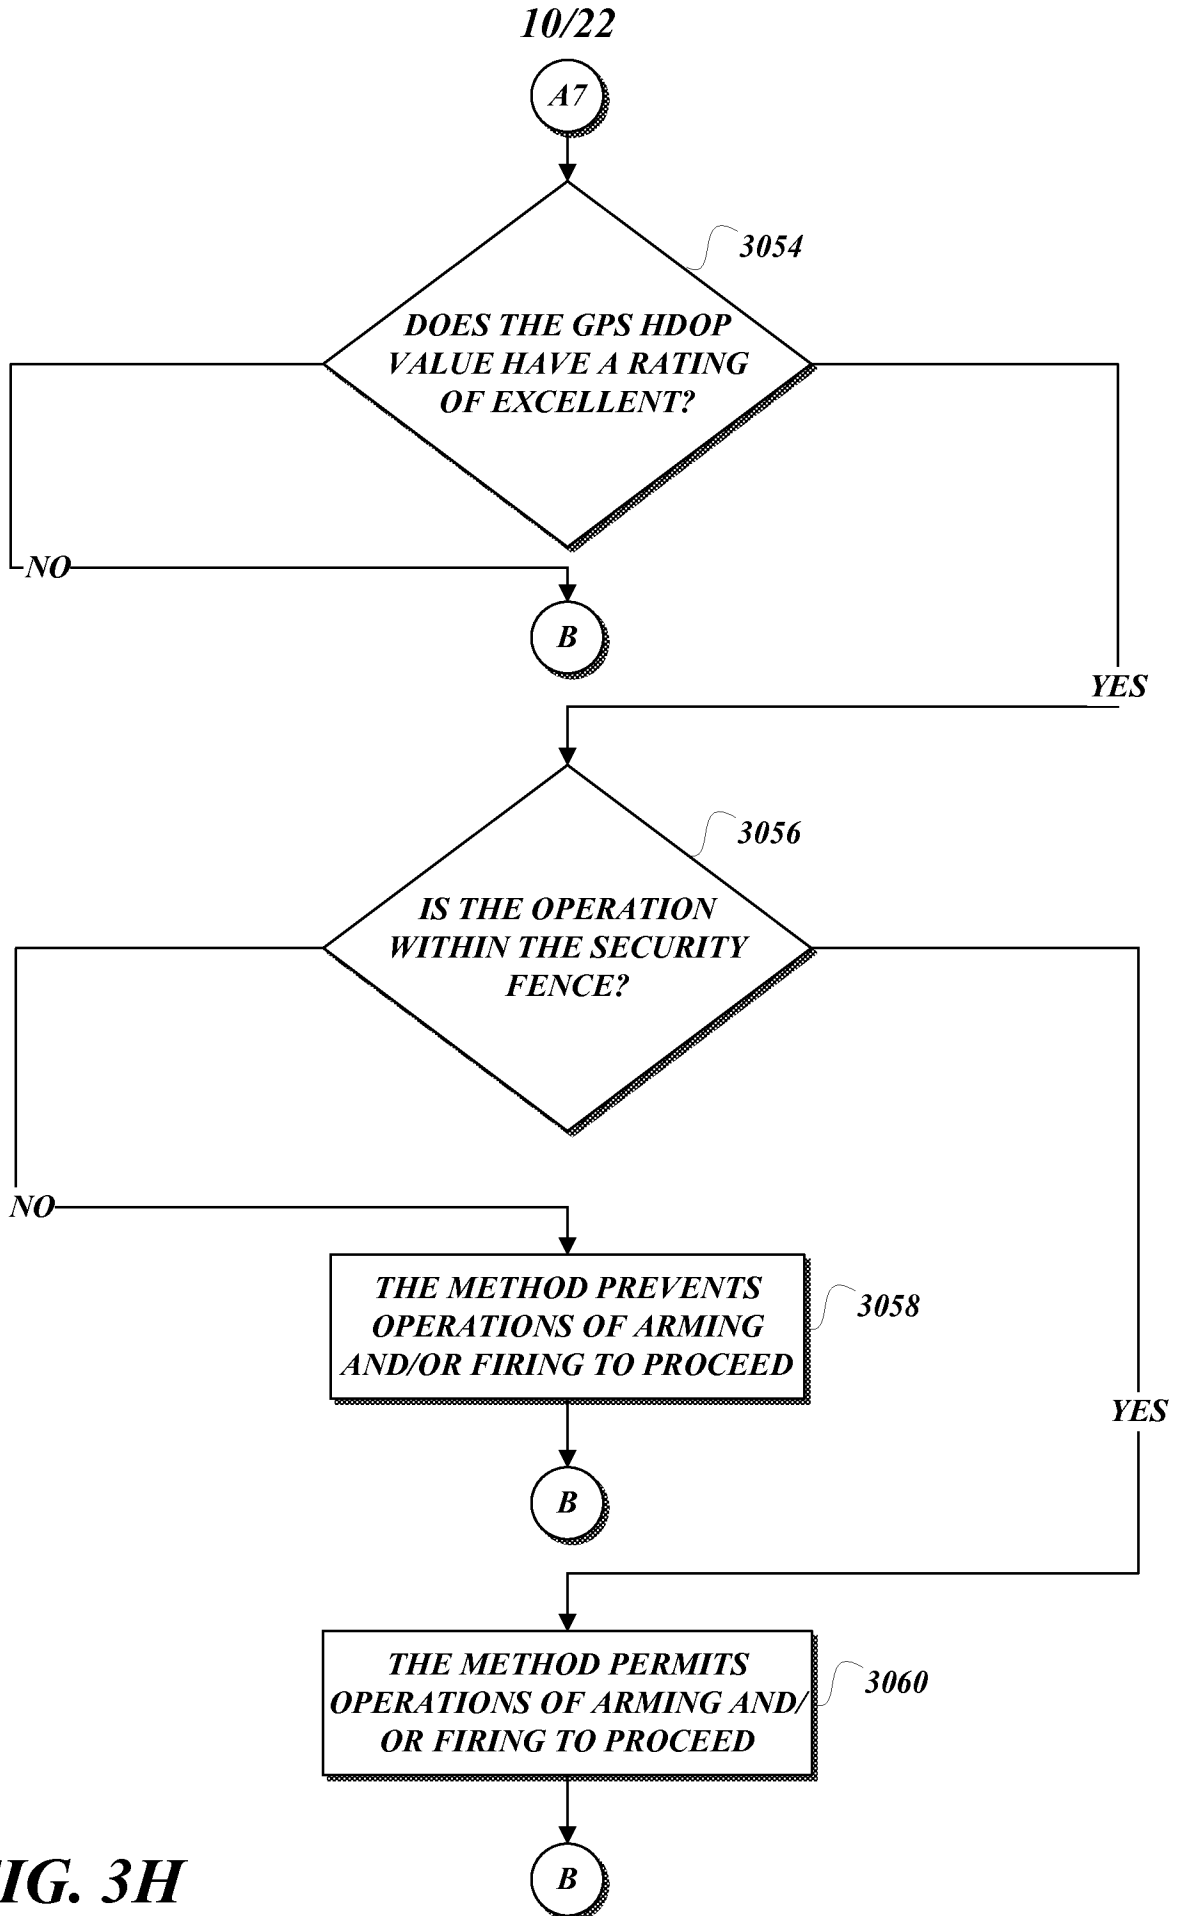 10/22
A7
3054
DOES THE GPS HDOP
VALUE HAVE A RATING
OF EXCELLENT?
NO
B
YES
3056
IS THE OPERATION
WITHIN THE SECURITY
FENCE?
NO
THE METHOD PREVENTS
OPERATIONS OF ARMING
AND/OR FIRING TO PROCEED
3058
YES
B
THE METHOD PERMITS
OPERATIONS OF ARMING AND/
OR FIRING TO PROCEED
3060
B
IG. 3H